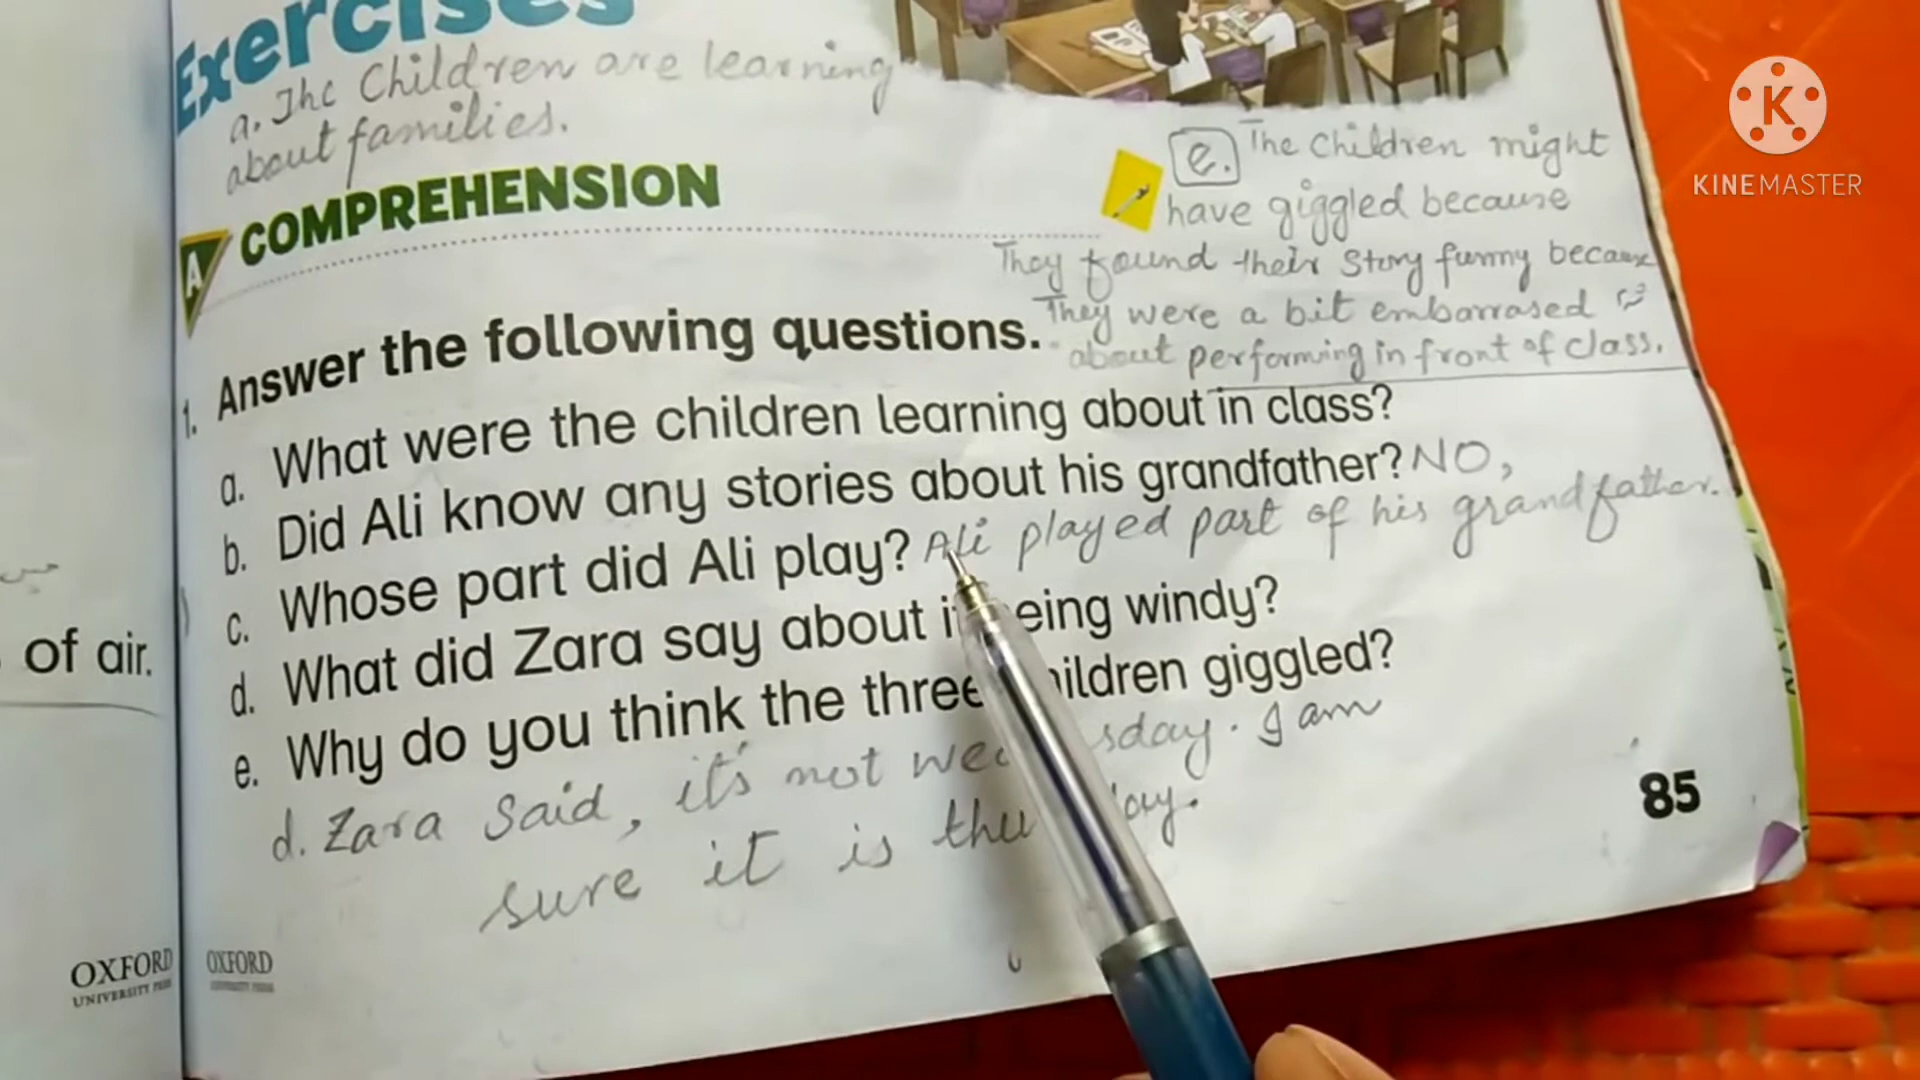 Exercises
a. The Children are learning
about families.
KINEMASTER
A COMPREHENSION
e. The Children might
have giggled because
They found their Story funny because
They were a bit embarrased
about performing in front of class.
1. Answer the following questions.
a. What were the children learning about in class?
b. Did Ali know any stories about his grandfather? NO,
c. Whose part did Ali play? Ali played part of his grandfather.
d. What did Zara say about it eing windy?
e. Why do you think the three ildren giggled?
d. Zara Said, it's not we sday. I am
sure it is thu day.
of air.
85
OXFORD
UNIVERSITY PRESS
OXFORD
UNIVERSITY PRESS